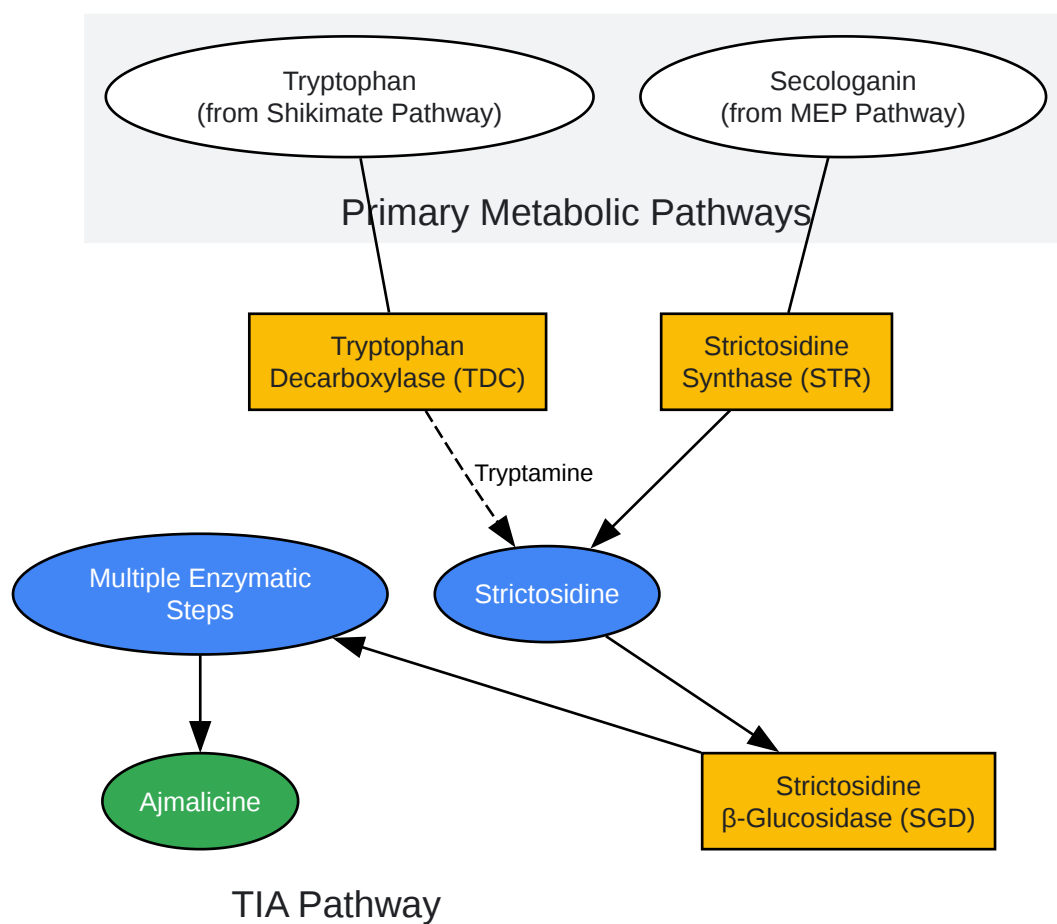 Tryptophan
(from Shikimate Pathway)
Secologanin
(from MEP Pathway)
Primary Metabolic Pathways
Tryptophan
Decarboxylase (TDC)
Strictosidine
Synthase (STR)
Tryptamine
Multiple Enzymatic
Steps
Strictosidine
Ajmalicine
Strictosidine
β-Glucosidase (SGD)
TIA Pathway